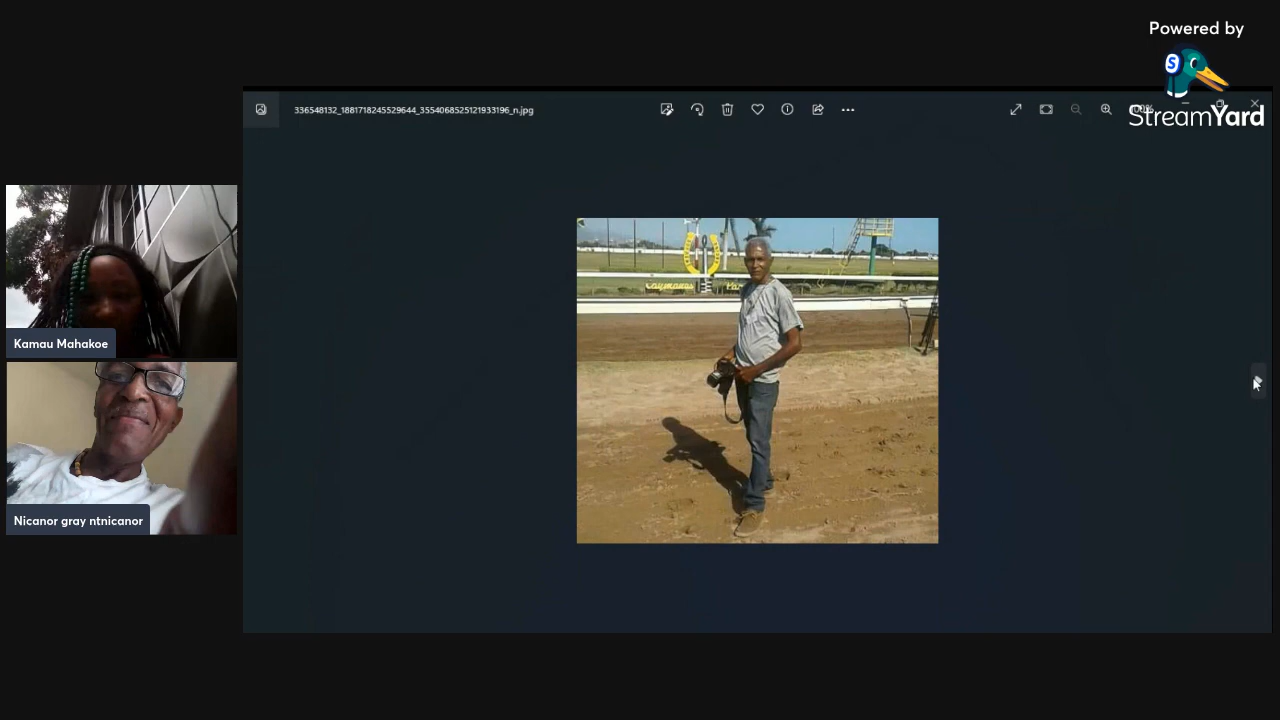 Powered by
StreamYard
336548132_1881718245529644_3554068525121933196_n.jpg
Kamau Mahakoe
Nicanor gray ntnicanor